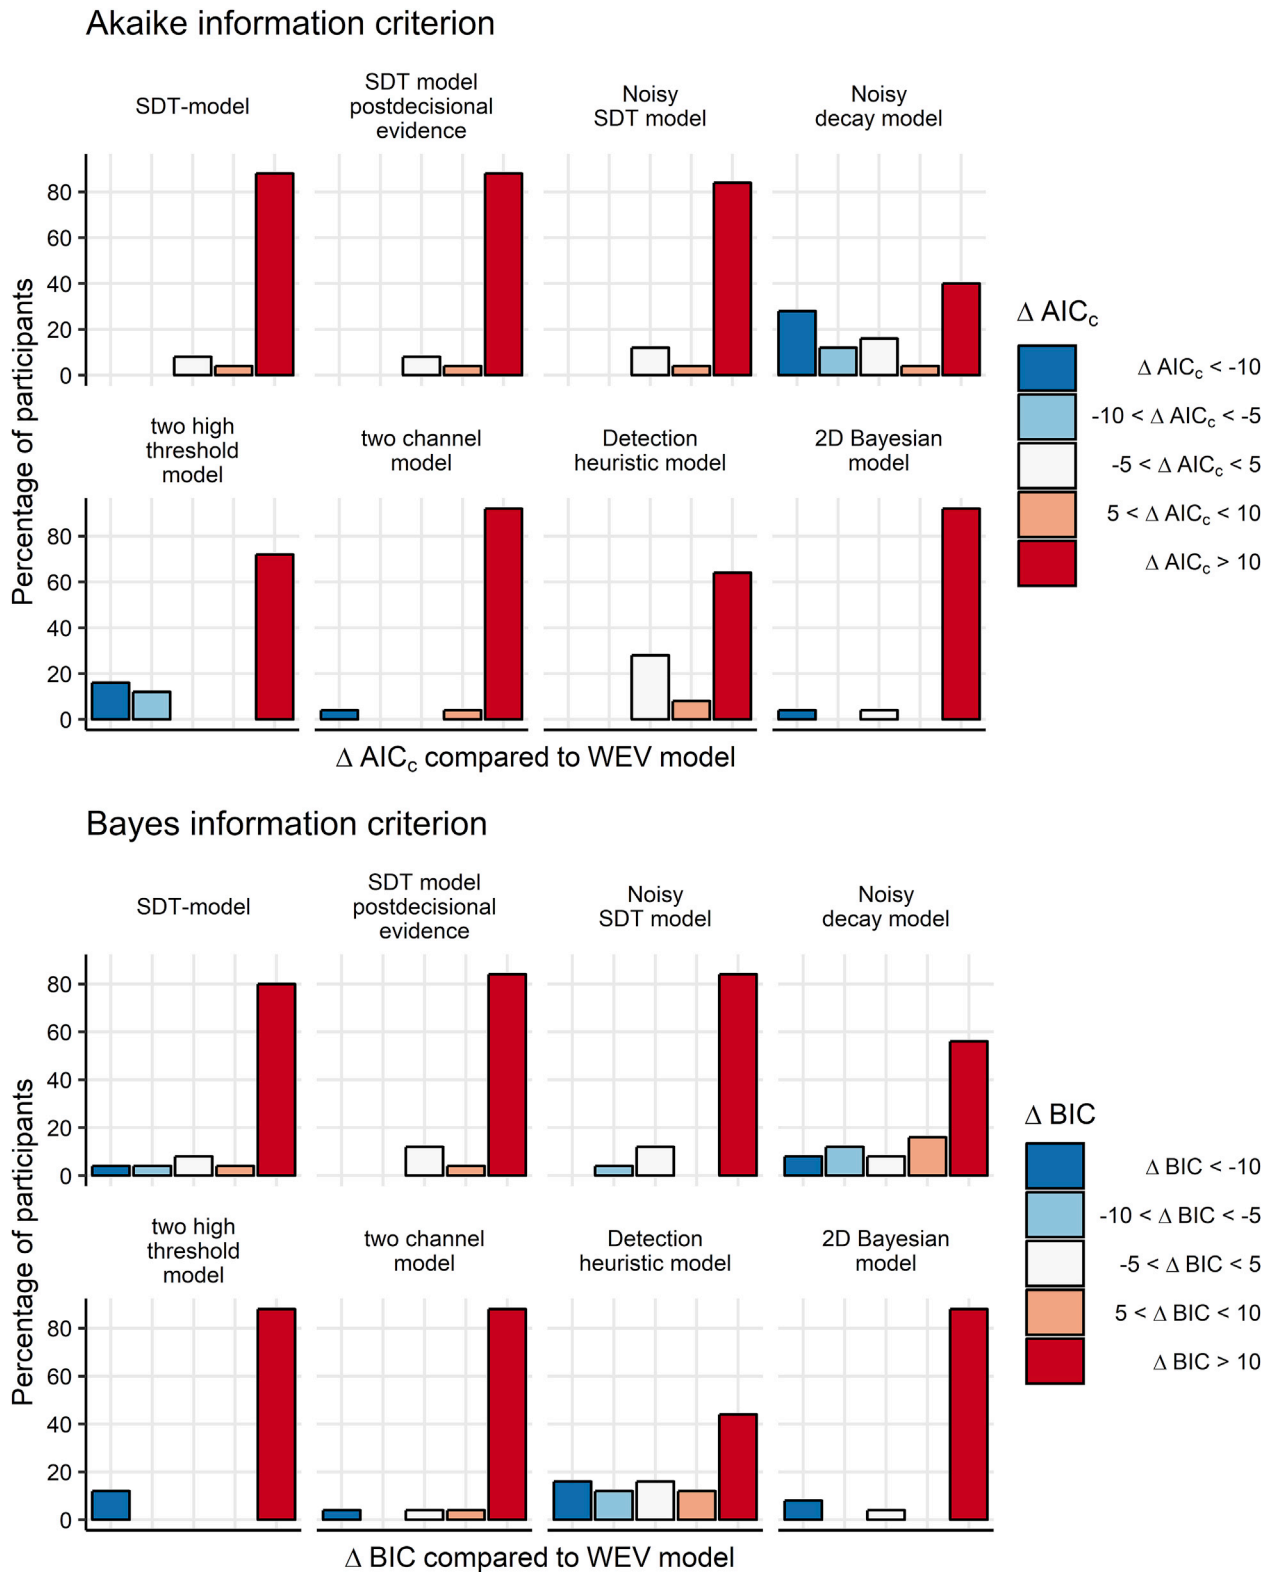 Akaike information criterion
SDT-model
SDT model
postdecisional
evidence
Noisy
SDT model
Noisy
decay model
80
60
40
20
0
two high
threshold
model
two channel
model
Detection
heuristic model
2D Bayesian
model
80
60
40
20
0
Percentage of participants
Δ AICc compared to WEV model
Δ AICc
Δ AICc < -10
-10 < Δ AICc < -5
-5 < Δ AICc < 5
5 < Δ AICc < 10
Δ AICc > 10
Bayes information criterion
SDT-model
SDT model
postdecisional
evidence
Noisy
SDT model
Noisy
decay model
80
60
40
20
0
two high
threshold
model
two channel
model
Detection
heuristic model
2D Bayesian
model
80
60
40
20
0
Percentage of participants
Δ BIC compared to WEV model
Δ BIC
Δ BIC < -10
-10 < Δ BIC < -5
-5 < Δ BIC < 5
5 < Δ BIC < 10
Δ BIC > 10